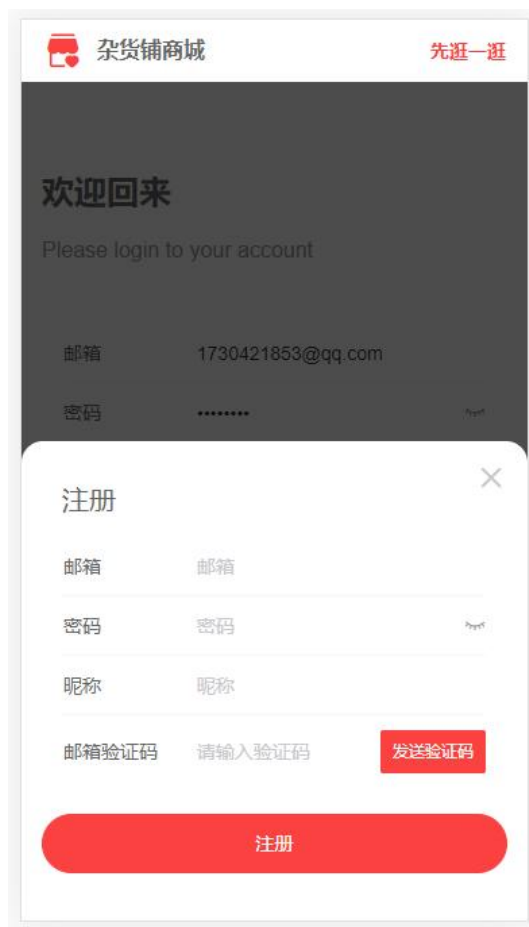 杂货铺商城 先逛一逛
欢迎回来
Please login to your account
邮箱 1730421853@qq.com
密码 ••••••••
注册
邮箱 邮箱
密码 密码
昵称 昵称
邮箱验证码 请输入验证码 发送验证码
注册